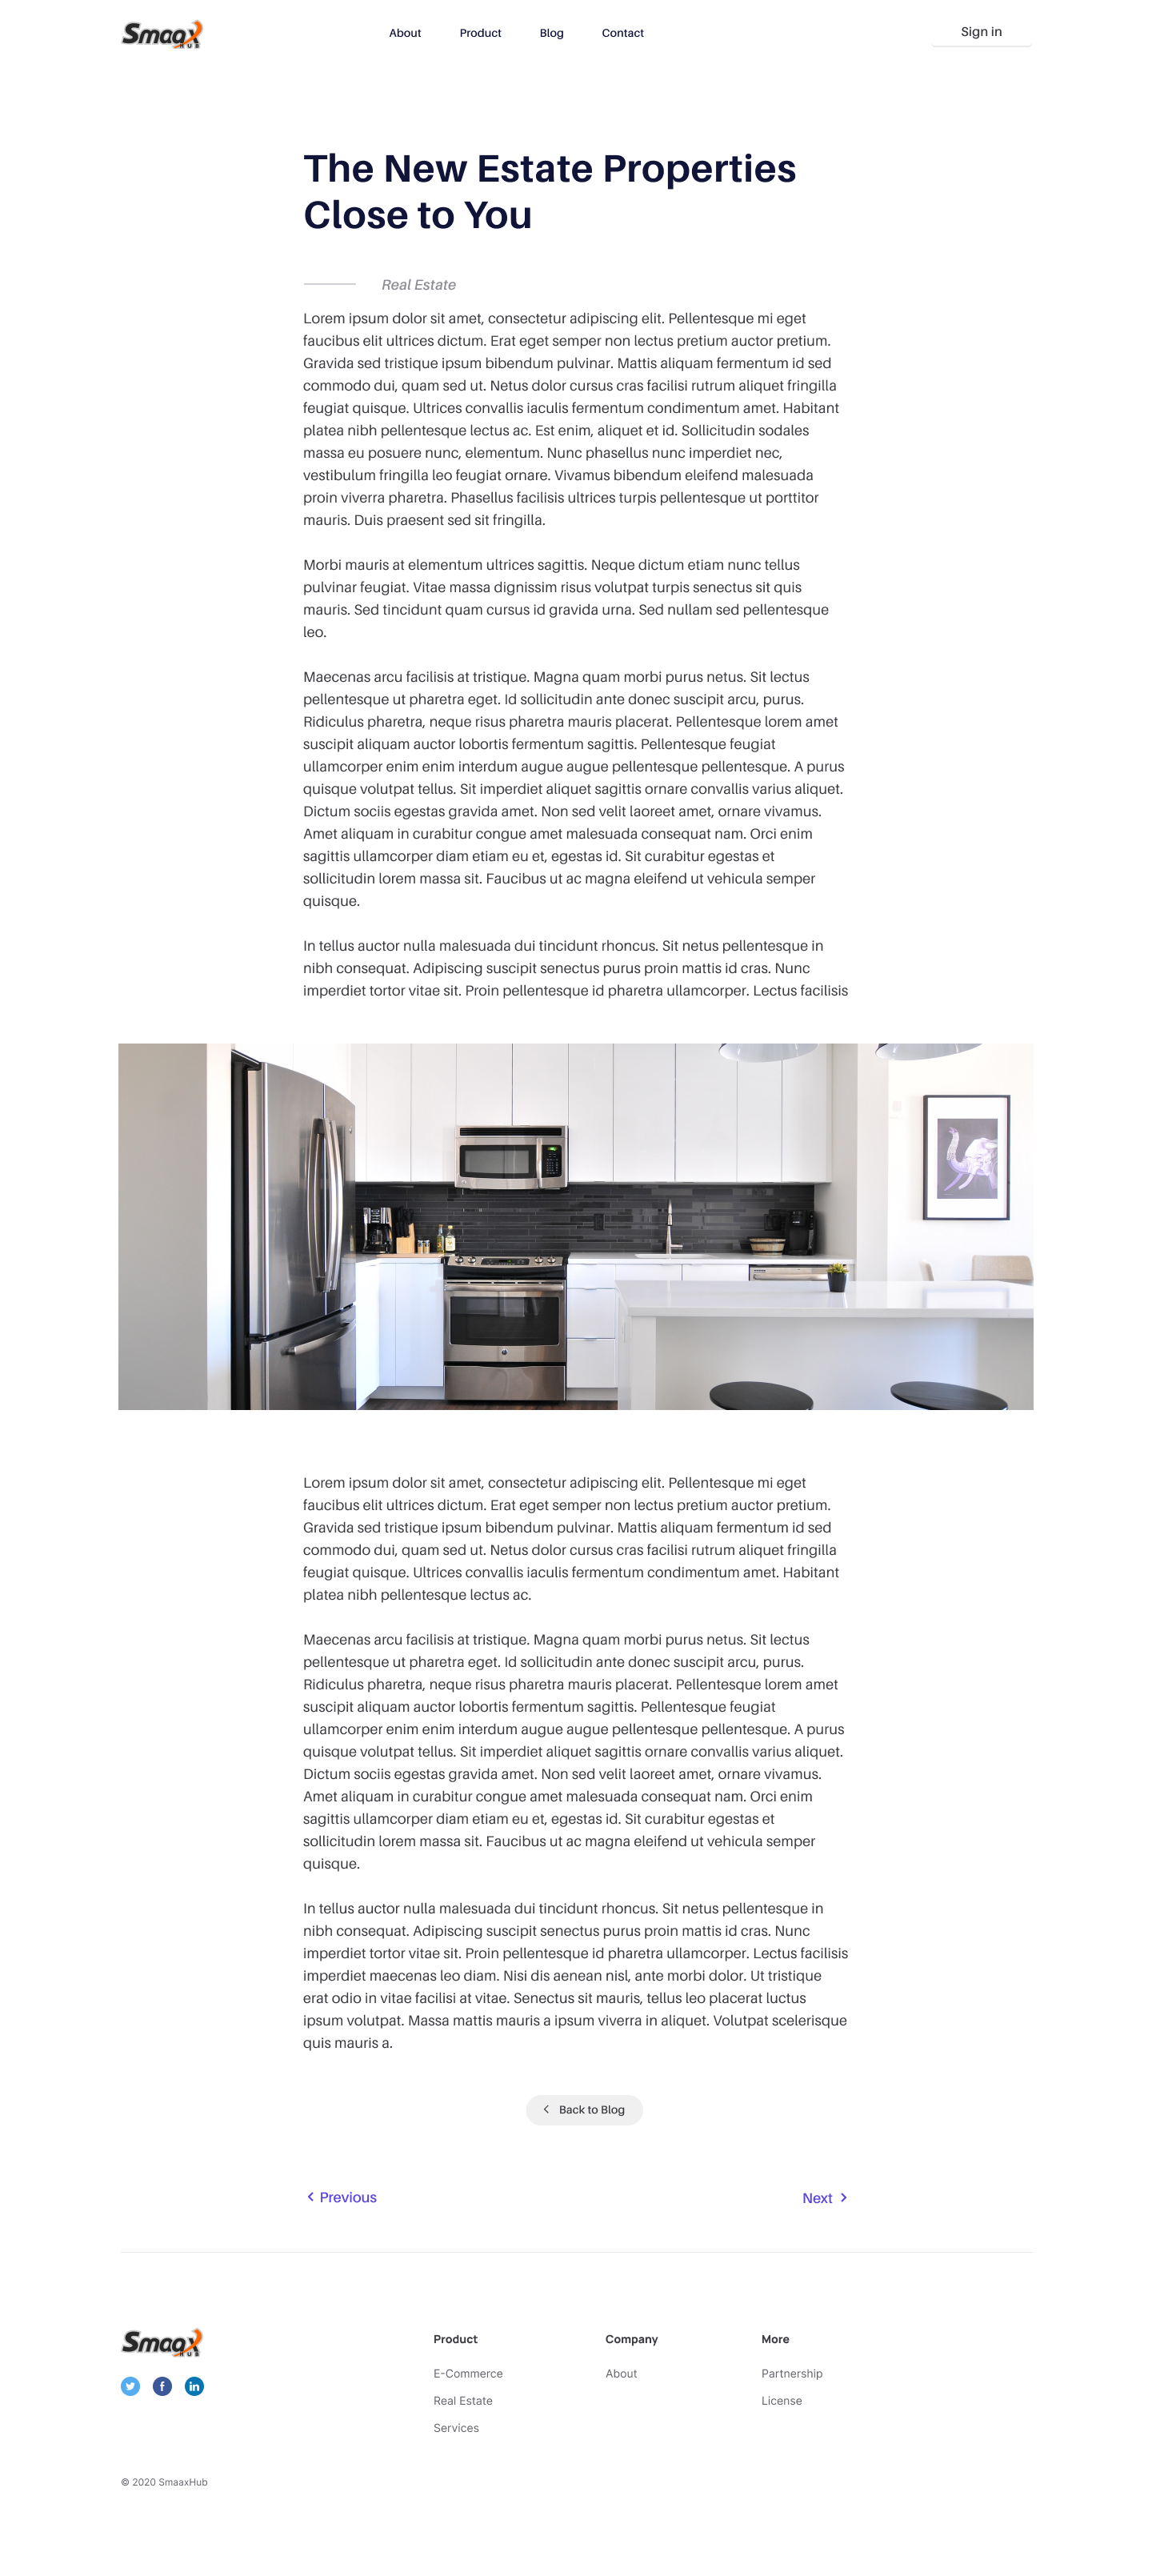 Smaax
HUB
About
Product
Blog
Contact
Sign in
The New Estate Properties
Close to You
Real Estate
Lorem ipsum dolor sit amet, consectetur adipiscing elit. Pellentesque mi eget
faucibus elit ultrices dictum. Erat eget semper non lectus pretium auctor pretium.
Gravida sed tristique ipsum bibendum pulvinar. Mattis aliquam fermentum id sed
commodo dui, quam sed ut. Netus dolor cursus cras facilisi rutrum aliquet fringilla
feugiat quisque. Ultrices convallis iaculis fermentum condimentum amet. Habitant
platea nibh pellentesque lectus ac. Est enim, aliquet et id. Sollicitudin sodales
massa eu posuere nunc, elementum. Nunc phasellus nunc imperdiet nec,
vestibulum fringilla leo feugiat ornare. Vivamus bibendum eleifend malesuada
proin viverra pharetra. Phasellus facilisis ultrices turpis pellentesque ut porttitor
mauris. Duis praesent sed sit fringilla.
Morbi mauris at elementum ultrices sagittis. Neque dictum etiam nunc tellus
pulvinar feugiat. Vitae massa dignissim risus volutpat turpis senectus sit quis
mauris. Sed tincidunt quam cursus id gravida urna. Sed nullam sed pellentesque
leo.
Maecenas arcu facilisis at tristique. Magna quam morbi purus netus. Sit lectus
pellentesque ut pharetra eget. Id sollicitudin ante donec suscipit arcu, purus.
Ridiculus pharetra, neque risus pharetra mauris placerat. Pellentesque lorem amet
suscipit aliquam auctor lobortis fermentum sagittis. Pellentesque feugiat
ullamcorper enim enim interdum augue augue pellentesque pellentesque. A purus
quisque volutpat tellus. Sit imperdiet aliquet sagittis ornare convallis varius aliquet.
Dictum sociis egestas gravida amet. Non sed velit laoreet amet, ornare vivamus.
Amet aliquam in curabitur congue amet malesuada consequat nam. Orci enim
sagittis ullamcorper diam etiam eu et, egestas id. Sit curabitur egestas et
sollicitudin lorem massa sit. Faucibus ut ac magna eleifend ut vehicula semper
quisque.
In tellus auctor nulla malesuada dui tincidunt rhoncus. Sit netus pellentesque in
nibh consequat. Adipiscing suscipit senectus purus proin mattis id cras. Nunc
imperdiet tortor vitae sit. Proin pellentesque id pharetra ullamcorper. Lectus facilisis
Lorem ipsum dolor sit amet, consectetur adipiscing elit. Pellentesque mi eget
faucibus elit ultrices dictum. Erat eget semper non lectus pretium auctor pretium.
Gravida sed tristique ipsum bibendum pulvinar. Mattis aliquam fermentum id sed
commodo dui, quam sed ut. Netus dolor cursus cras facilisi rutrum aliquet fringilla
feugiat quisque. Ultrices convallis iaculis fermentum condimentum amet. Habitant
platea nibh pellentesque lectus ac.
Maecenas arcu facilisis at tristique. Magna quam morbi purus netus. Sit lectus
pellentesque ut pharetra eget. Id sollicitudin ante donec suscipit arcu, purus.
Ridiculus pharetra, neque risus pharetra mauris placerat. Pellentesque lorem amet
suscipit aliquam auctor lobortis fermentum sagittis. Pellentesque feugiat
ullamcorper enim enim interdum augue augue pellentesque pellentesque. A purus
quisque volutpat tellus. Sit imperdiet aliquet sagittis ornare convallis varius aliquet.
Dictum sociis egestas gravida amet. Non sed velit laoreet amet, ornare vivamus.
Amet aliquam in curabitur congue amet malesuada consequat nam. Orci enim
sagittis ullamcorper diam etiam eu et, egestas id. Sit curabitur egestas et
sollicitudin lorem massa sit. Faucibus ut ac magna eleifend ut vehicula semper
quisque.
In tellus auctor nulla malesuada dui tincidunt rhoncus. Sit netus pellentesque in
nibh consequat. Adipiscing suscipit senectus purus proin mattis id cras. Nunc
imperdiet tortor vitae sit. Proin pellentesque id pharetra ullamcorper. Lectus facilisis
imperdiet maecenas leo diam. Nisi dis aenean nisl, ante morbi dolor. Ut tristique
erat odio in vitae facilisi at vitae. Senectus sit mauris, tellus leo placerat luctus
ipsum volutpat. Massa mattis mauris a ipsum viverra in aliquet. Volutpat scelerisque
quis mauris a.
Back to Blog
Previous
Next
Smaax
HUB
Product
E-Commerce
Real Estate
Services
Company
About
More
Partnership
License
© 2020 SmaaxHub